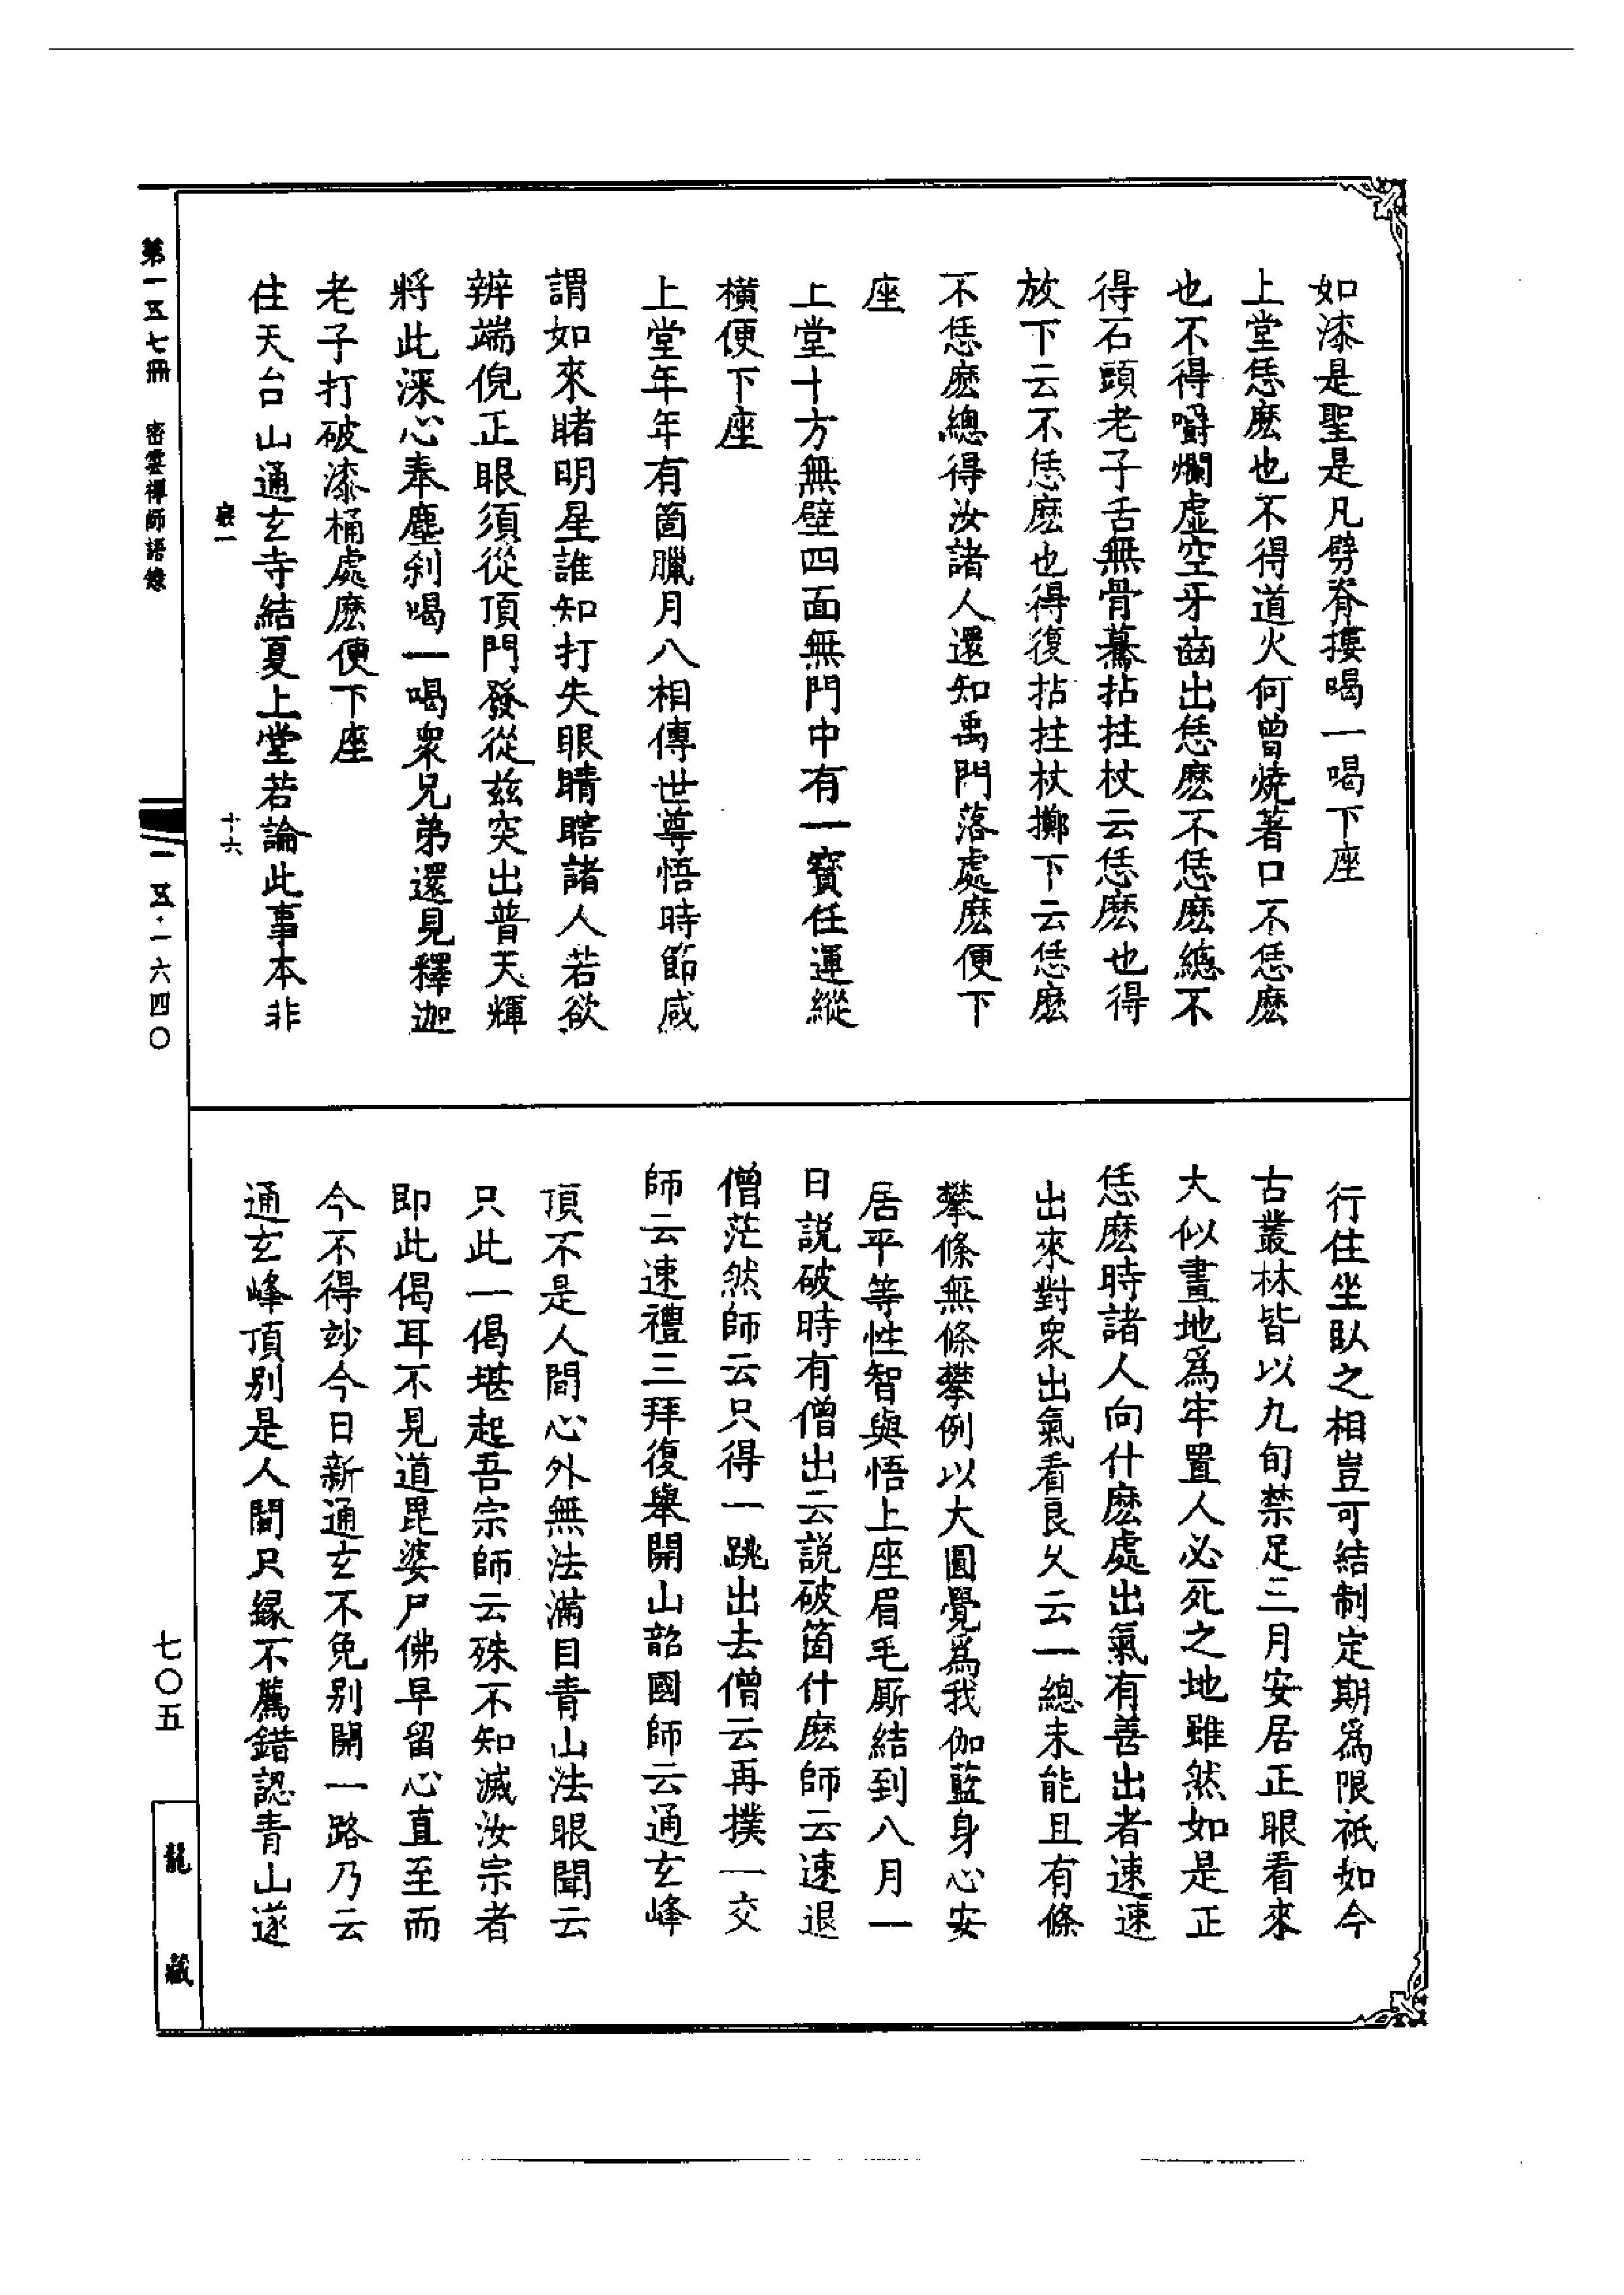 如漆是聖是凡劈脊摟喝一喝下座
上堂恁麽也不得道火何曾燒著口不恁麽
也不得嚼爛虛空牙齒出恁麽不恁麽總不
得石頭老子舌無骨驀拈拄杖云恁麽也得
放下云不恁麽也得復拈拄杖擲下云恁麽
不恁麽總得汝諸人還知禹門落處麽便下
座
上堂十方無壁四面無門中有一寶任運縱
橫便下座
上堂年年有箇臘月八相傳世尊悟時節咸
謂如來睹明星誰知打失眼睛瞎諸人若欲
辨端倪正眼須從頂門發從茲突出普天輝
將此深心奉塵刹喝一喝衆兄弟還見釋迦
老子打破漆桶處麽便下座
住天台山通玄寺結夏上堂若論此事本非
十六
行住坐臥之相豈可結制定期爲限祇如今
古叢林皆以九旬禁足三月安居正眼看來
大似畫地爲牢置人必死之地雖然如是正
恁麽時諸人向什麽處出氣有善出者速速
出來對衆出氣看良久云一總未能且有條
攀條無條攀例以大圓覺爲我伽藍身心安
居平等性智與悟上座眉毛厮結到八月一
日說破時有僧出云說破箇什麽師云速退
僧茫然師云只得一跳出去僧云再撲一交
師云速禮三拜復舉開山韶國師云通玄峰
頂不是人間心外無法滿目青山法眼聞云
只此一偈堪起吾宗師云殊不知滅汝宗者
即此偈耳不見道毘婆尸佛早留心直至而
今不得玅今日新通玄不免别開一路乃云
通玄峰頂别是人間只緣不薦錯認青山遂
第一五七冊 密雲禪師語錄
一五·一六四〇
七〇五
龍藏